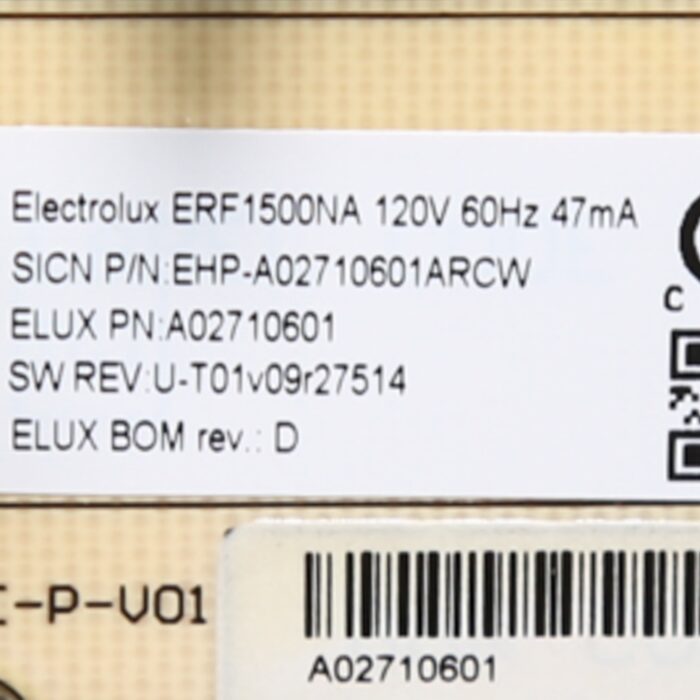 Electrolux ERF1500NA 120V 60Hz 47mA
SICN P/N:EHP-A02710601ARCW
C
ELUX PN:A02710601
SW REV:U-T01v09r27514
ELUX BOM rev.: D
-P-V01
A02710601